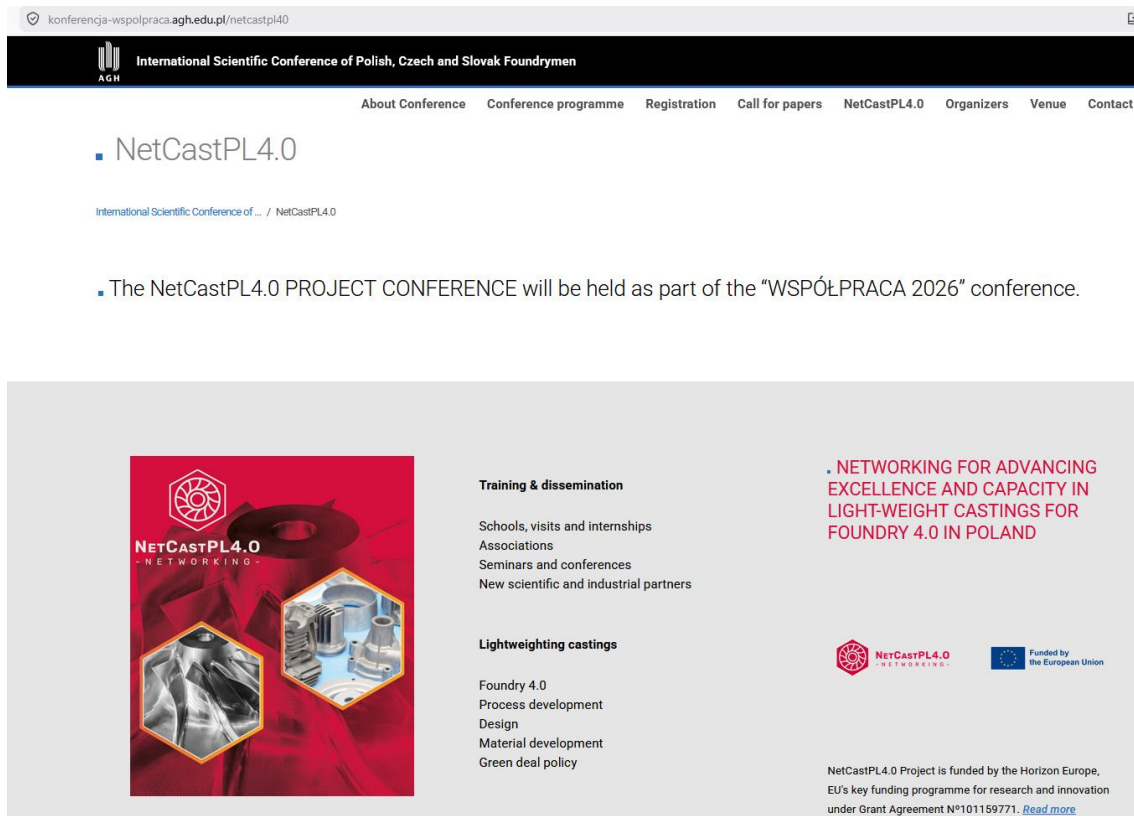 konferencja-wspolpraca.agh.edu.pl/netcastpl40
AGH
International Scientific Conference of Polish, Czech and Slovak Foundrymen
About Conference Conference programme Registration Call for papers NetCastPL4.0 Organizers Venue Contact
NetCastPL4.0
International Scientific Conference of ... / NetCastPL4.0
The NetCastPL4.0 PROJECT CONFERENCE will be held as part of the “WSPÓŁPRACA 2026” conference.
NETCASTPL4.0
- NETWORKING -
Training & dissemination
Schools, visits and internships
Associations
Seminars and conferences
New scientific and industrial partners
Lightweighting castings
Foundry 4.0
Process development
Design
Material development
Green deal policy
NETWORKING FOR ADVANCING
EXCELLENCE AND CAPACITY IN
LIGHT-WEIGHT CASTINGS FOR
FOUNDRY 4.0 IN POLAND
NETCASTPL4.0
- NETWORKING -
Funded by
the European Union
NetCastPL4.0 Project is funded by the Horizon Europe,
EU's key funding programme for research and innovation
under Grant Agreement Nº101159771. Read more